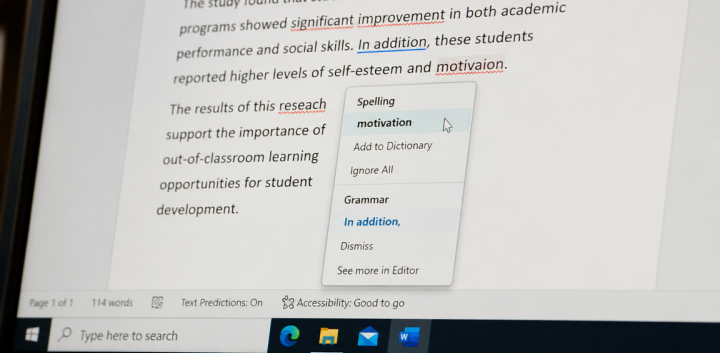 The study found that
programs showed significant improvement in both academic
performance and social skills. In addition, these students
reported higher levels of self-esteem and motivaion.
The results of this reseach
support the importance of
out-of-classroom learning
opportunities for student
development.
Spelling
motivation
Add to Dictionary
Ignore All
Grammar
In addition,
Dismiss
See more in Editor
Page 1 of 1 114 words Text Predictions: On Accessibility: Good to go
Type here to search
W